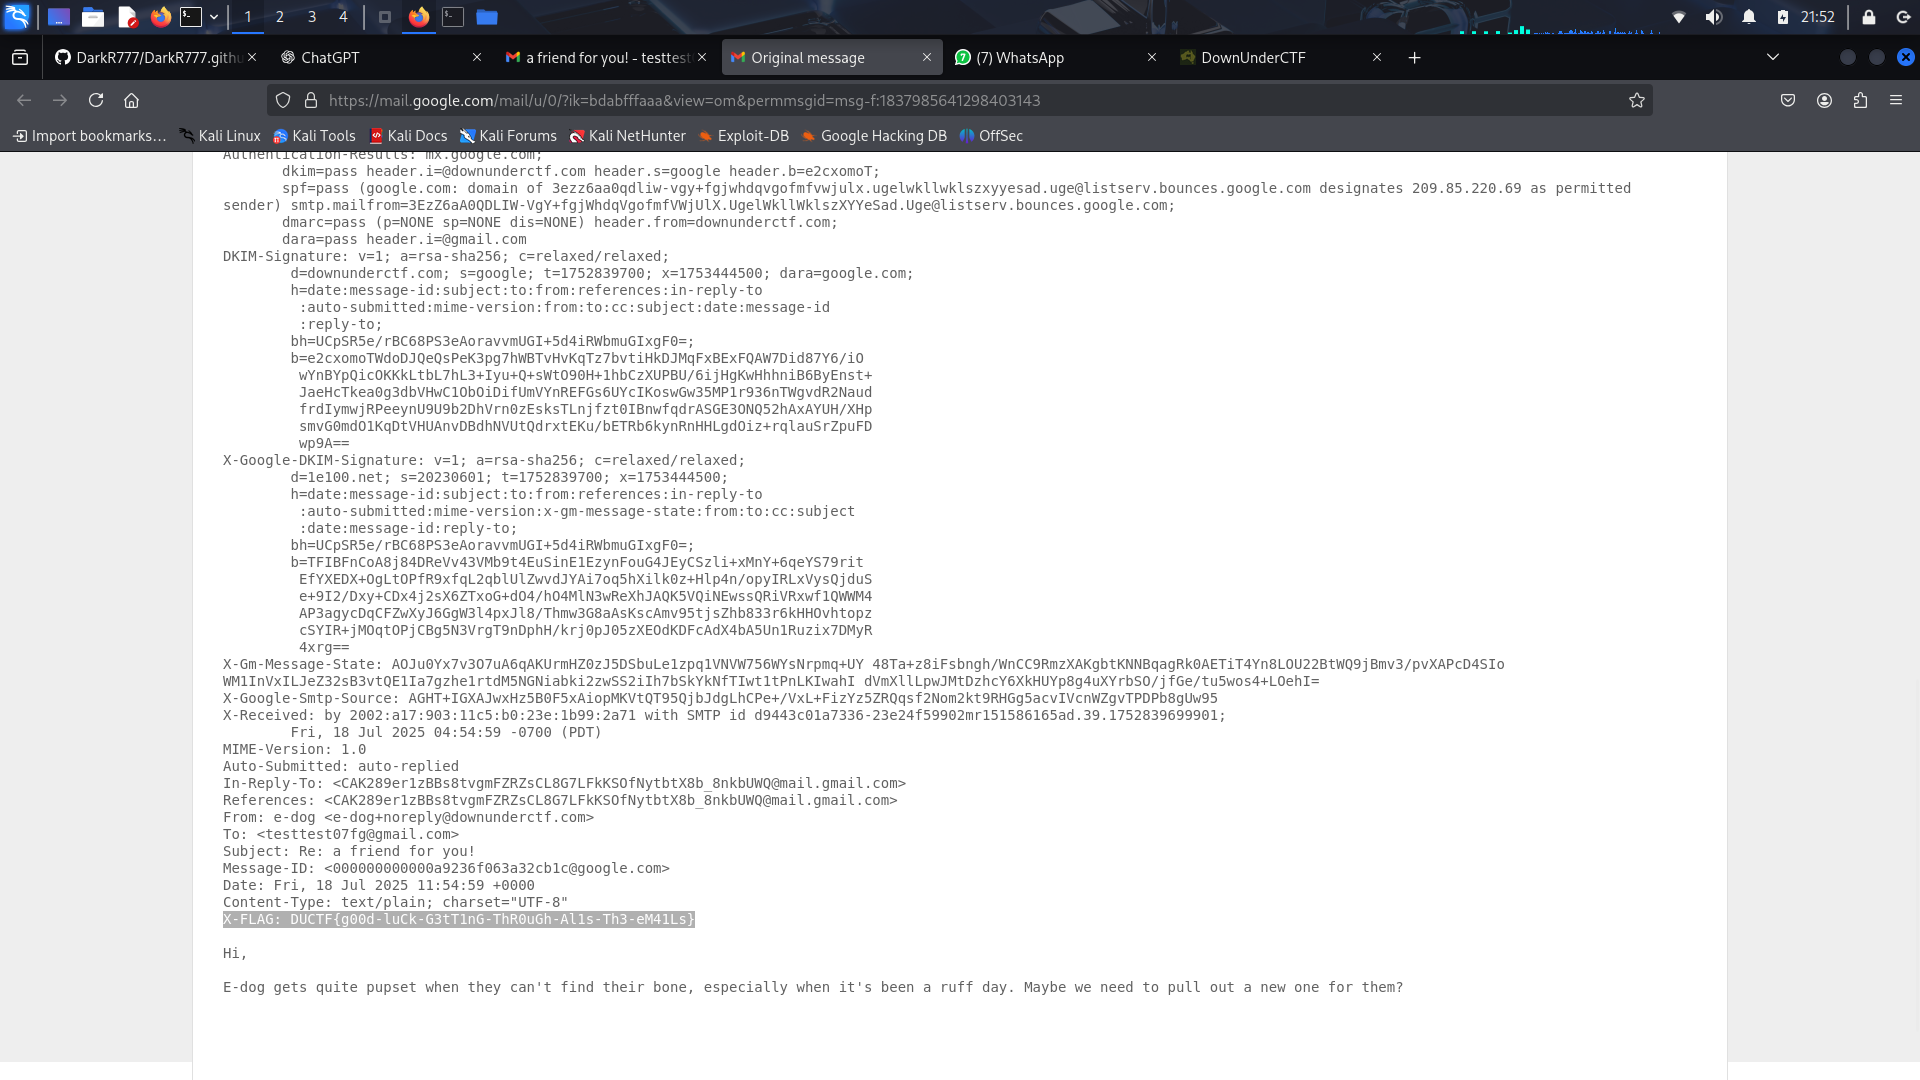 1 2 3 4 21:52
DarkR777/DarkR777.githu ChatGPT a friend for you! - testtest Original message (7) WhatsApp DownUnderCTF
https://mail.google.com/mail/u/0/?ik=bdabfffaaa&view=om&permmsgid=msg-f:1837985641298403143
Import bookmarks… Kali Linux Kali Tools Kali Docs Kali Forums Kali NetHunter Exploit-DB Google Hacking DB OffSec
Authentication-Results: mx.google.com;
dkim=pass header.i=@downunderctf.com header.s=google header.b=e2cxomoT;
spf=pass (google.com: domain of 3ezz6aa0qdliw-vgy+fgjwhdqvgofmfvwjulx.ugelwkllwklszxyyesad.uge@listserv.bounces.google.com designates 209.85.220.69 as permitted
sender) smtp.mailfrom=3EzZ6aA0QDLIW-VgY+fgjWhdqVgofmfVWjUlX.UgelWkllWklszXYYeSad.Uge@listserv.bounces.google.com;
dmarc=pass (p=NONE sp=NONE dis=NONE) header.from=downunderctf.com;
dara=pass header.i=@gmail.com
DKIM-Signature: v=1; a=rsa-sha256; c=relaxed/relaxed;
d=downunderctf.com; s=google; t=1752839700; x=1753444500; dara=google.com;
h=date:message-id:subject:to:from:references:in-reply-to
:auto-submitted:mime-version:from:to:cc:subject:date:message-id
:reply-to;
bh=UCpSR5e/rBC68PS3eAoravvmUGI+5d4iRWbmuGIxgF0=;
b=e2cxomoTWdoDJQeQsPeK3pg7hWBTvHvKqTz7bvtiHkDJMqFxBExFQAW7Did87Y6/iO
wYnBYpQicOKKkLtbL7hL3+Iyu+Q+sWtO90H+1hbCzXUPBU/6ijHgKwHhhniB6ByEnst+
JaeHcTkea0g3dbVHwC1ObOiDifUmVYnREFGs6UYcIKoswGw35MP1r936nTWgvdR2Naud
frdIymwjRPeeynU9U9b2DhVrn0zEsksTLnjfzt0IBnwfqdrASGE3ONQ52hAxAYUH/XHp
smvG0mdO1KqDtVHUAnvDBdhNVUtQdrxtEKu/bETRb6kynRnHHLgdOiz+rqlauSrZpuFD
wp9A==
X-Google-DKIM-Signature: v=1; a=rsa-sha256; c=relaxed/relaxed;
d=1e100.net; s=20230601; t=1752839700; x=1753444500;
h=date:message-id:subject:to:from:references:in-reply-to
:auto-submitted:mime-version:x-gm-message-state:from:to:cc:subject
:date:message-id:reply-to;
bh=UCpSR5e/rBC68PS3eAoravvmUGI+5d4iRWbmuGIxgF0=;
b=TFIBFnCoA8j84DReVv43VMb9t4EuSinE1EzynFouG4JEyCSzli+xMnY+6qeYS79rit
EfYXEDX+OgLtOPfR9xfqL2qblUlZwvdJYAi7oq5hXilk0z+Hlp4n/opyIRLxVysQjduS
e+9I2/Dxy+CDx4j2sX6ZTxoG+dO4/hO4MlN3wReXhJAQK5VQiNEwssQRiVRxwf1QWWM4
AP3agycDqCFZwXyJ6GgW3l4pxJl8/Thmw3G8aAsKscAmv95tjsZhb833r6kHHOvhtopz
cSYIR+jMOqtOPjCBg5N3VrgT9nDphH/krj0pJ05zXEOdKDFcAdX4bA5Un1Ruzix7DMyR
4xrg==
X-Gm-Message-State: AOJu0Yx7v3O7uA6qAKUrmHZ0zJ5DSbuLe1zpq1VNVW756WYsNrpmq+UY 48Ta+z8iFsbngh/WnCC9RmzXAKgbtKNNBqagRk0AETiT4Yn8LOU22BtWQ9jBmv3/pvXAPcD4SIo
WM1InVxILJeZ32sB3vtQE1Ia7gzhe1rtdM5NGNiabki2zwSS2iIh7bSkYkNfTIwt1tPnLKIwahI dVmXllLpwJMtDzhcY6XkHUYp8g4uXYrbSO/jfGe/tu5wos4+LOehI=
X-Google-Smtp-Source: AGHT+IGXAJwxHz5B0F5xAiopMKVtQT95QjbJdgLhCPe+/VxL+FizYz5ZRQqsf2Nom2kt9RHGg5acvIVcnWZgvTPDPb8gUw95
X-Received: by 2002:a17:903:11c5:b0:23e:1b99:2a71 with SMTP id d9443c01a7336-23e24f59902mr151586165ad.39.1752839699901;
Fri, 18 Jul 2025 04:54:59 -0700 (PDT)
MIME-Version: 1.0
Auto-Submitted: auto-replied
In-Reply-To: <CAK289er1zBBs8tvgmFZRZsCL8G7LFkKSOfNytbtX8b_8nkbUWQ@mail.gmail.com>
References: <CAK289er1zBBs8tvgmFZRZsCL8G7LFkKSOfNytbtX8b_8nkbUWQ@mail.gmail.com>
From: e-dog <e-dog+noreply@downunderctf.com>
To: <testtest07fg@gmail.com>
Subject: Re: a friend for you!
Message-ID: <000000000000a9236f063a32cb1c@google.com>
Date: Fri, 18 Jul 2025 11:54:59 +0000
Content-Type: text/plain; charset="UTF-8"
X-FLAG: DUCTF{g00d-luCk-G3tT1nG-ThR0uGh-Al1s-Th3-eM41Ls}
Hi,
E-dog gets quite pupset when they can't find their bone, especially when it's been a ruff day. Maybe we need to pull out a new one for them?